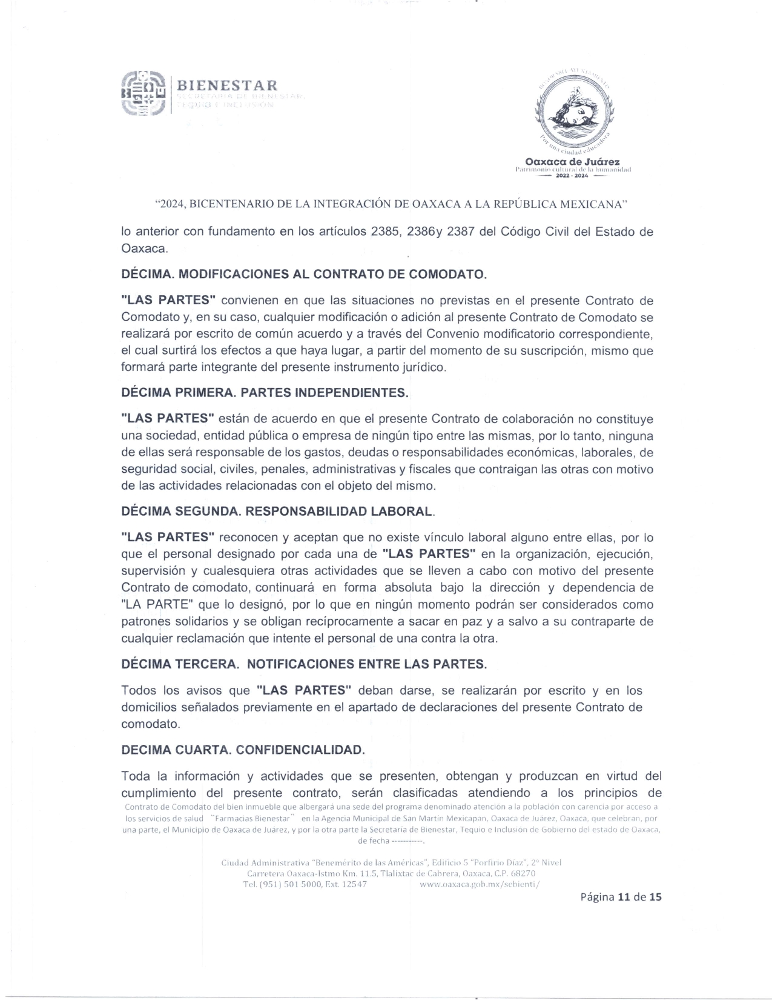 BIENESTAR
SECRETARÍA DE BIENESTAR,
TEQUIO E INCLUSIÓN
HONORABLE AYUNTAMIENTO
Por una ciudad educadora
Oaxaca de Juárez
Patrimonio cultural de la humanidad
2022 - 2024
“2024, BICENTENARIO DE LA INTEGRACIÓN DE OAXACA A LA REPÚBLICA MEXICANA”
lo anterior con fundamento en los artículos 2385, 2386y 2387 del Código Civil del Estado de
Oaxaca.
DÉCIMA. MODIFICACIONES AL CONTRATO DE COMODATO.
"LAS PARTES" convienen en que las situaciones no previstas en el presente Contrato de
Comodato y, en su caso, cualquier modificación o adición al presente Contrato de Comodato se
realizará por escrito de común acuerdo y a través del Convenio modificatorio correspondiente,
el cual surtirá los efectos a que haya lugar, a partir del momento de su suscripción, mismo que
formará parte integrante del presente instrumento jurídico.
DÉCIMA PRIMERA. PARTES INDEPENDIENTES.
"LAS PARTES" están de acuerdo en que el presente Contrato de colaboración no constituye
una sociedad, entidad pública o empresa de ningún tipo entre las mismas, por lo tanto, ninguna
de ellas será responsable de los gastos, deudas o responsabilidades económicas, laborales, de
seguridad social, civiles, penales, administrativas y fiscales que contraigan las otras con motivo
de las actividades relacionadas con el objeto del mismo.
DÉCIMA SEGUNDA. RESPONSABILIDAD LABORAL.
"LAS PARTES" reconocen y aceptan que no existe vínculo laboral alguno entre ellas, por lo
que el personal designado por cada una de "LAS PARTES" en la organización, ejecución,
supervisión y cualesquiera otras actividades que se lleven a cabo con motivo del presente
Contrato de comodato, continuará en forma absoluta bajo la dirección y dependencia de
"LA PARTE" que lo designó, por lo que en ningún momento podrán ser considerados como
patrones solidarios y se obligan recíprocamente a sacar en paz y a salvo a su contraparte de
cualquier reclamación que intente el personal de una contra la otra.
DÉCIMA TERCERA. NOTIFICACIONES ENTRE LAS PARTES.
Todos los avisos que "LAS PARTES" deban darse, se realizarán por escrito y en los
domicilios señalados previamente en el apartado de declaraciones del presente Contrato de
comodato.
DECIMA CUARTA. CONFIDENCIALIDAD.
Toda la información y actividades que se presenten, obtengan y produzcan en virtud del
cumplimiento del presente contrato, serán clasificadas atendiendo a los principios de
Contrato de Comodato del bien inmueble que albergará una sede del programa denominado atención a la población con carencia por acceso a
los servicios de salud ¨Farmacias Bienestar¨ en la Agencia Municipal de San Martín Mexicapan, Oaxaca de Juárez, Oaxaca, que celebran, por
una parte, el Municipio de Oaxaca de Juárez, y por la otra parte la Secretaría de Bienestar, Tequio e Inclusión de Gobierno del estado de Oaxaca,
de fecha -----------.
Ciudad Administrativa "Benemérito de las Américas", Edificio 5 "Porfirio Díaz", 2° Nivel
Carretera Oaxaca-Istmo Km. 11.5, Tlalixtac de Cabrera, Oaxaca, C.P. 68270
Tel. (951) 501 5000, Ext. 12547 www.oaxaca.gob.mx/sebienti/
Página 11 de 15